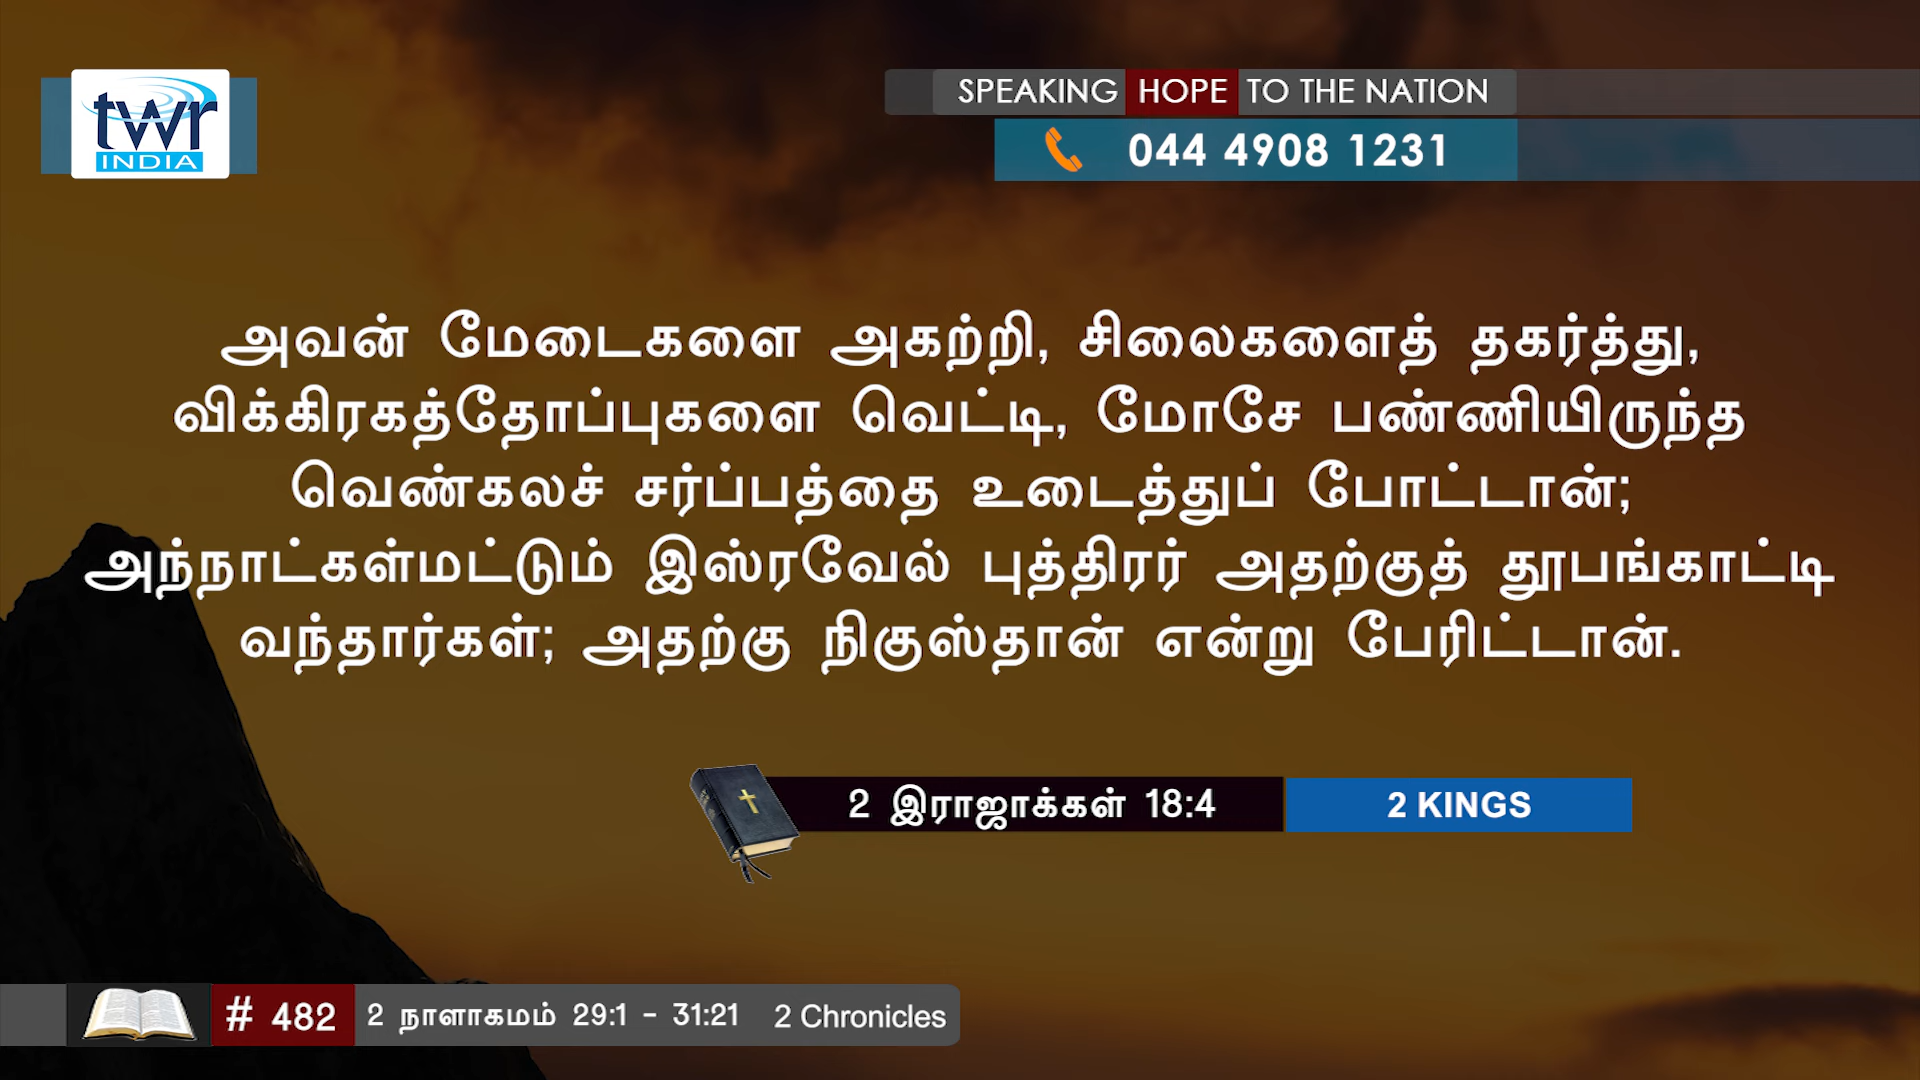 twr
INDIA
SPEAKING HOPE TO THE NATION
044 4908 1231
அவன் மேடைகளை அகற்றி, சிலைகளைத் தகர்த்து,
விக்கிரகத்தோப்புகளை வெட்டி, மோசே பண்ணியிருந்த
வெண்கலச் சர்ப்பத்தை உடைத்துப் போட்டான்;
அந்நாட்கள்மட்டும் இஸ்ரவேல் புத்திரர் அதற்குத் தூபங்காட்டி
வந்தார்கள்; அதற்கு நிகுஸ்தான் என்று பேரிட்டான்.
2 இராஜாக்கள் 18:4 2 KINGS
# 482 2 நாளாகமம் 29:1 - 31:21 2 Chronicles